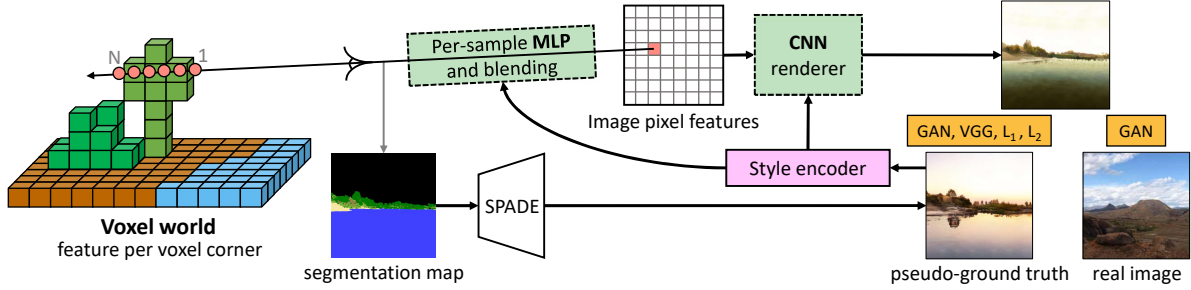 N
1
Per-sample MLP
and blending
Image pixel features
CNN
renderer
GAN, VGG, L1 , L2
GAN
Style encoder
SPADE
Voxel world
feature per voxel corner
segmentation map
pseudo-ground truth
real image